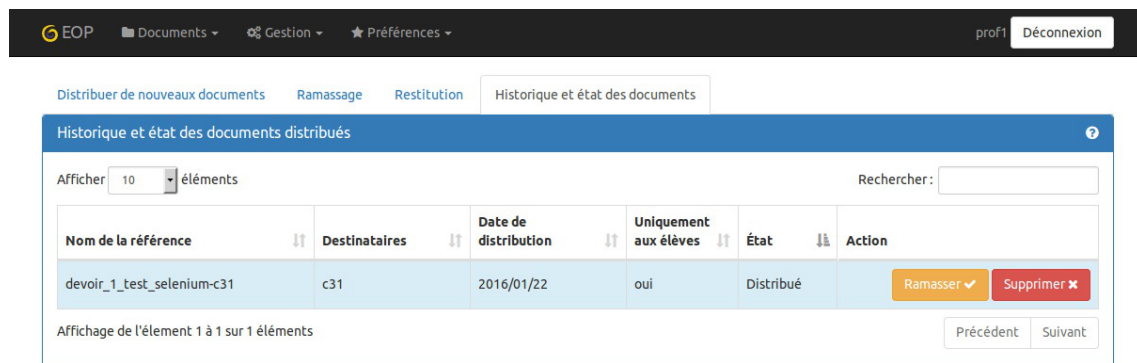 EOP Documents Gestion Préférences prof1 Déconnexion
Distribuer de nouveaux documents Ramassage Restitution Historique et état des documents
Historique et état des documents distribués
Afficher 10 éléments Rechercher :
Nom de la référence Destinataires Date de distribution Uniquement aux élèves État Action
devoir_1_test_selenium-c31 c31 2016/01/22 oui Distribué Ramasser Supprimer
Affichage de l'élement 1 à 1 sur 1 éléments Précédent Suivant